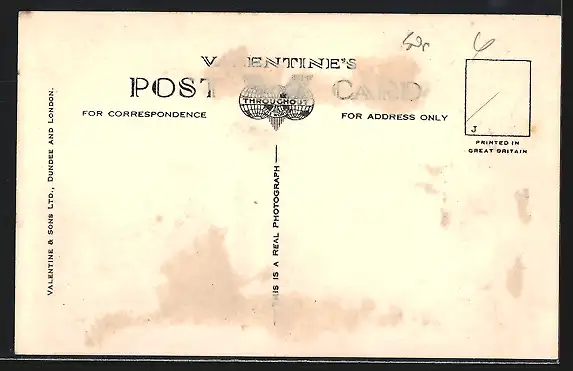 VALENTINE'S
POST CARD
THROUGHOUT
FOR CORRESPONDENCE
FOR ADDRESS ONLY
J
PRINTED IN
GREAT BRITAIN
THIS IS A REAL PHOTOGRAPH
VALENTINE & SONS LTD., DUNDEE AND LONDON.